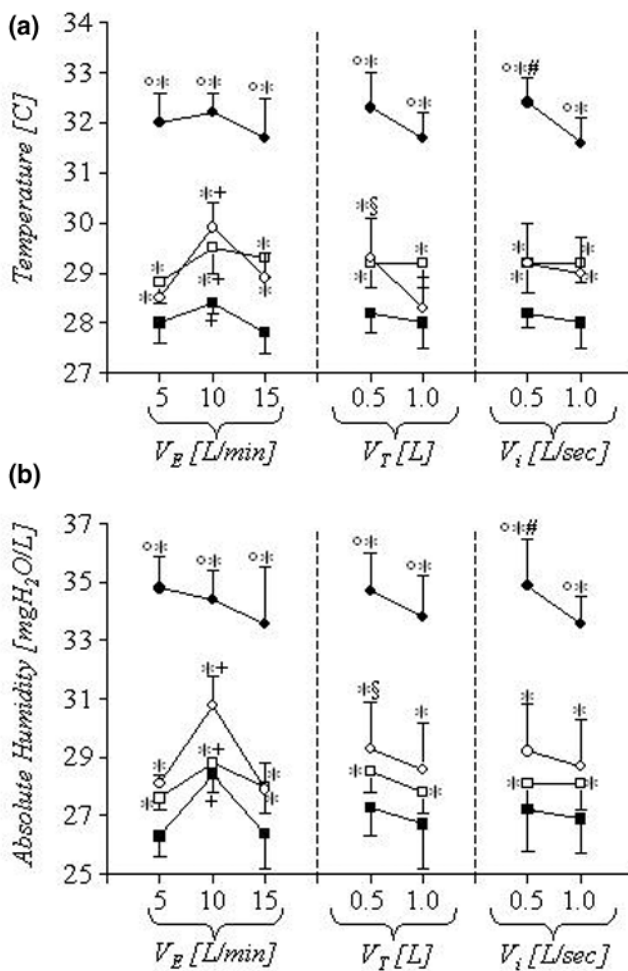 (a)
Temperature [C]
34
33
32
31
30
29
28
27
°* °* °* °* °* °*# °*
*+ *§
* * * *
* *+ * * * *
+ ‡
5 10 15 0.5 1.0 0.5 1.0
V_E [L/min] V_T [L] V_i [L/sec]
(b)
Absolute Humidity [mgH₂O/L]
37
35
33
31
29
27
25
°* °* °* °* °* °*# °*
*+ *§ * * *
* *+ * * * * *
* + *
5 10 15 0.5 1.0 0.5 1.0
V_E [L/min] V_T [L] V_i [L/sec]